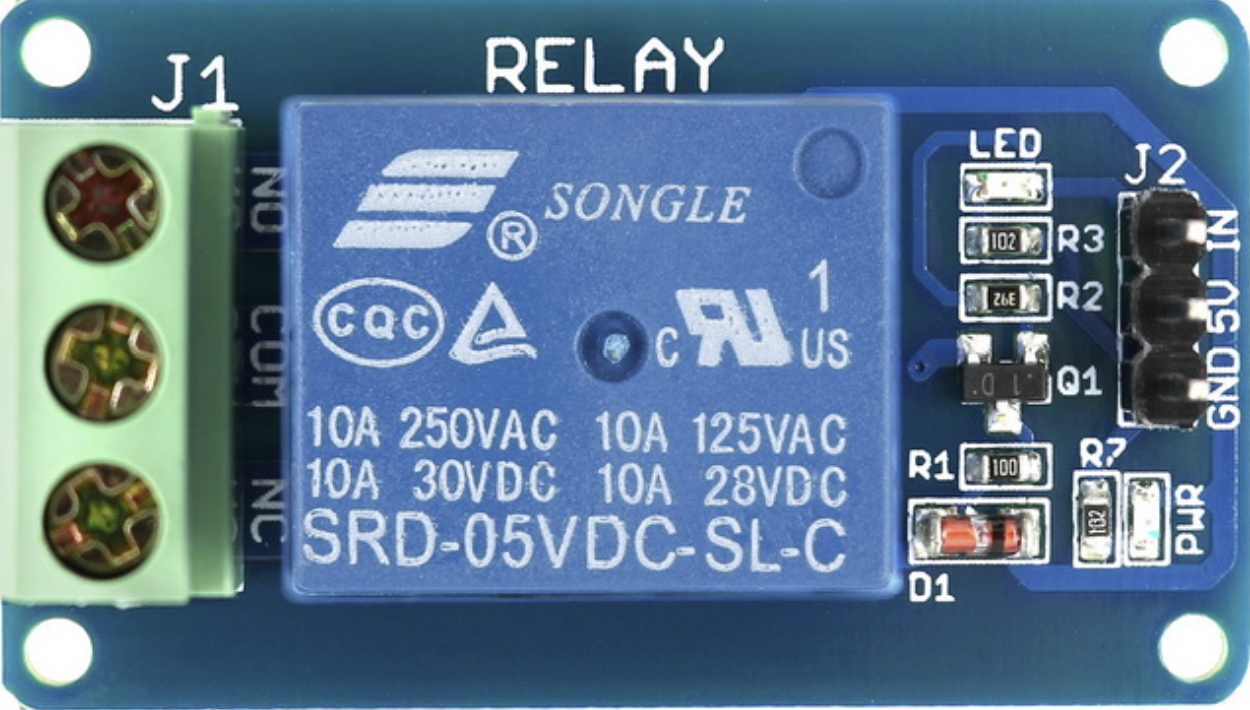 RELAY
J1
NO
COM
NC
SONGLE
®
CQC
C US
1
10A 250VAC 10A 125VAC
10A 30VDC 10A 28VDC
SRD-05VDC-SL-C
LED
J2
102 R3
R2
Q1
R1 100
D1
R7
PWR
IN
5V
GND